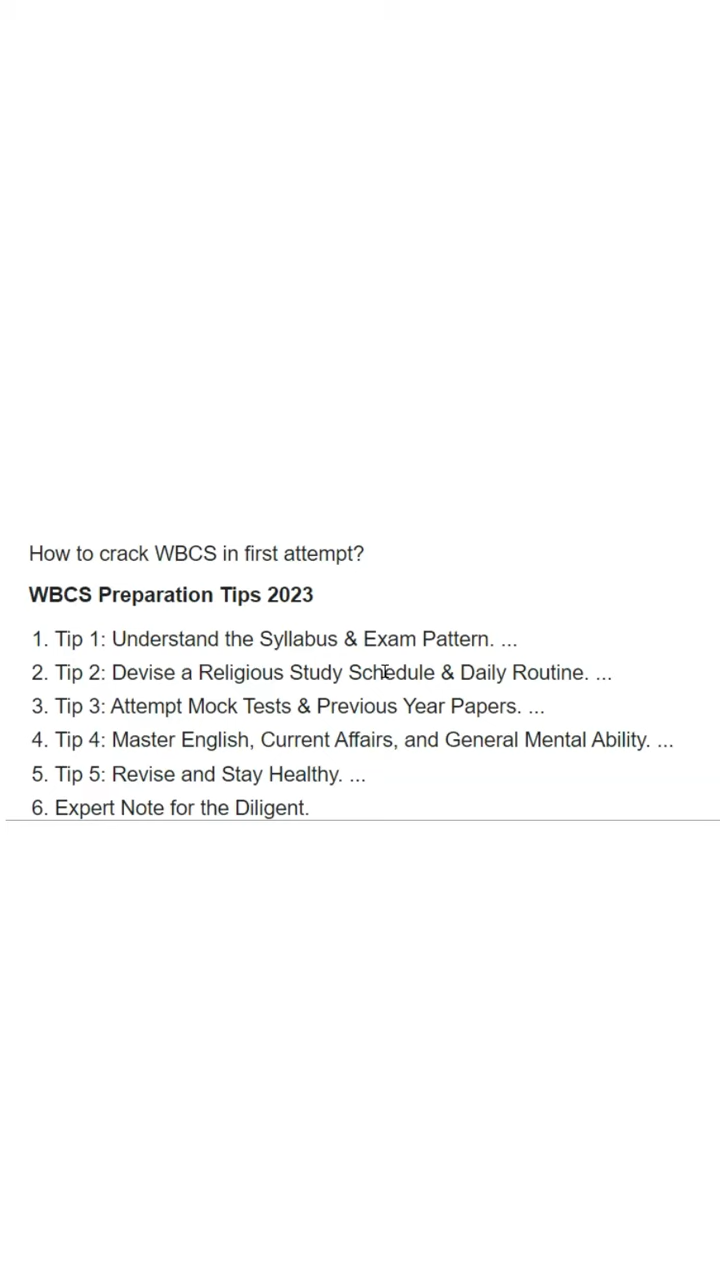 How to crack WBCS in first attempt?
WBCS Preparation Tips 2023
1. Tip 1: Understand the Syllabus & Exam Pattern. ...
2. Tip 2: Devise a Religious Study Schedule & Daily Routine. ...
3. Tip 3: Attempt Mock Tests & Previous Year Papers. ...
4. Tip 4: Master English, Current Affairs, and General Mental Ability. ...
5. Tip 5: Revise and Stay Healthy. ...
6. Expert Note for the Diligent.